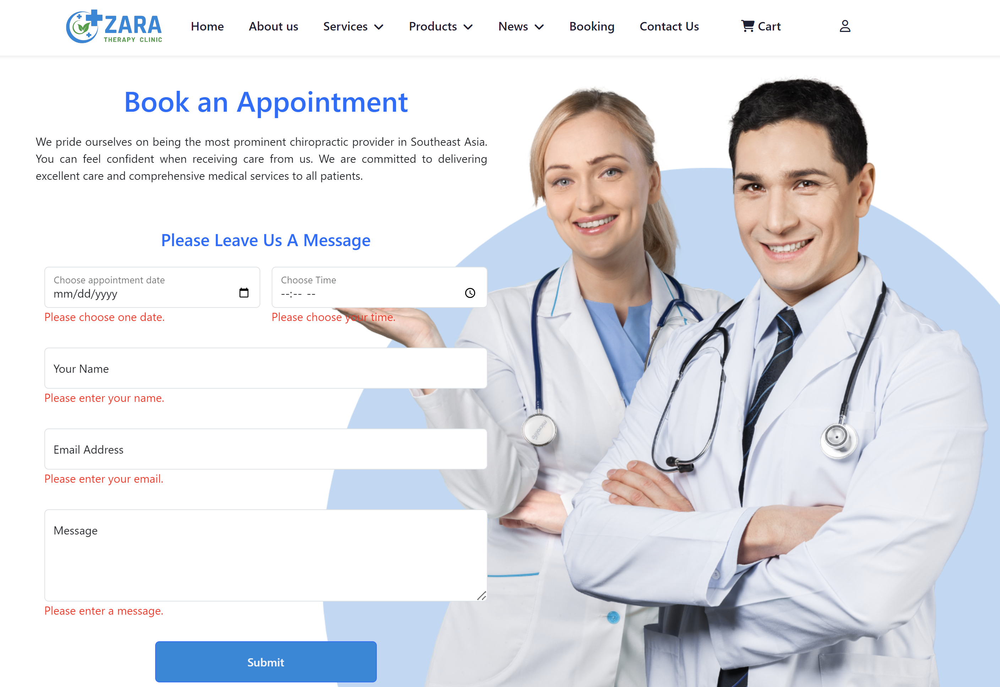 ZARA
THERAPY CLINIC
Home
About us
Services
Products
News
Booking
Contact Us
Cart
Book an Appointment
We pride ourselves on being the most prominent chiropractic provider in Southeast Asia.
You can feel confident when receiving care from us. We are committed to delivering
excellent care and comprehensive medical services to all patients.
Please Leave Us A Message
Choose appointment date
mm/dd/yyyy
Choose Time
--:-- --
Please choose one date.
Please choose your time.
Your Name
Please enter your name.
Email Address
Please enter your email.
Message
Please enter a message.
Submit
microlife